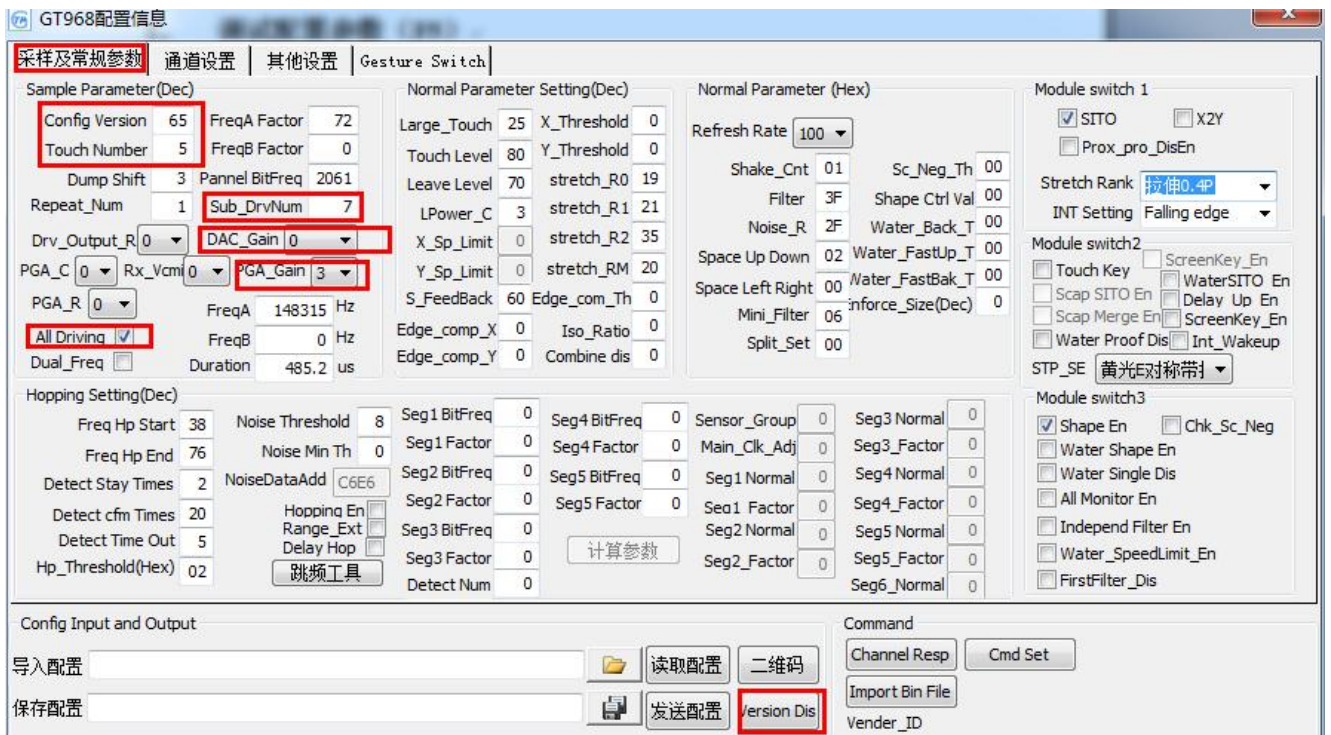 GT968配置信息
采样及常规参数 通道设置 其他设置 Gesture Switch
Sample Parameter(Dec)
Config Version 65 FreqA Factor 72
Touch Number 5 FreqB Factor 0
Dump Shift 3 Pannel BitFreq 2061
Repeat_Num 1 Sub_DrvNum 7
Drv_Output_R 0 DAC_Gain 0
PGA_C 0 Rx_Vcmi 0 PGA_Gain 3
PGA_R 0 FreqA 148315 Hz
All Driving FreqB 0 Hz
Dual_Freq Duration 485.2 us
Normal Parameter Setting(Dec)
Large_Touch 25 X_Threshold 0
Touch Level 80 Y_Threshold 0
Leave Level 70 stretch_R0 19
LPower_C 3 stretch_R1 21
X_Sp_Limit 0 stretch_R2 35
Y_Sp_Limit 0 stretch_RM 20
S_FeedBack 60 Edge_com_Th 0
Edge_comp_X 0 Iso_Ratio 0
Edge_comp_Y 0 Combine dis 0
Normal Parameter (Hex)
Refresh Rate 100
Shake_Cnt 01 Sc_Neg_Th 00
Filter 3F Shape Ctrl Val 00
Noise_R 2F Water_Back_T 00
Space Up Down 02 Water_FastUp_T 00
Space Left Right 00 Water_FastBak_T 00
Mini_Filter 06 Enforce_Size(Dec) 0
Split_Set 00
Module switch 1
SITO X2Y
Prox_pro_DisEn
Stretch Rank 拉伸0.4P
INT Setting Falling edge
Module switch2
ScreenKey_En
Touch Key WaterSITO En
Scap SITO En Delay Up En
Scap Merge En ScreenKey_En
Water Proof Dis Int_Wakeup
STP_SE 黄光E对称带
Module switch3
Shape En Chk_Sc_Neg
Water Shape En
Water Single Dis
All Monitor En
Independ Filter En
Water_SpeedLimit_En
FirstFilter_Dis
Hopping Setting(Dec)
Freq Hp Start 38 Noise Threshold 8
Freq Hp End 76 Noise Min Th 0
Detect Stay Times 2 NoiseDataAdd C6E6
Detect cfm Times 20 Hopping En
Range_Ext
Detect Time Out 5 Delay Hop
Hp_Threshold(Hex) 02 跳频工具
Seg1 BitFreq 0 Seg4 BitFreq 0 Sensor_Group 0 Seg3 Normal 0
Seg1 Factor 0 Seg4 Factor 0 Main_Clk_Adj 0 Seg3_Factor 0
Seg2 BitFreq 0 Seg5 BitFreq 0 Seg1 Normal 0 Seg4 Normal 0
Seg2 Factor 0 Seg5 Factor 0 Seg1 Factor 0 Seg4_Factor 0
Seg3 BitFreq 0 Seg2 Normal 0 Seg5 Normal 0
Seg3 Factor 0 计算参数 Seg2_Factor 0 Seg5_Factor 0
Detect Num 0 Seg6_Normal 0
Config Input and Output
导入配置 读取配置 二维码
保存配置 发送配置 Version Dis
Command
Channel Resp Cmd Set
Import Bin File
Vender_ID